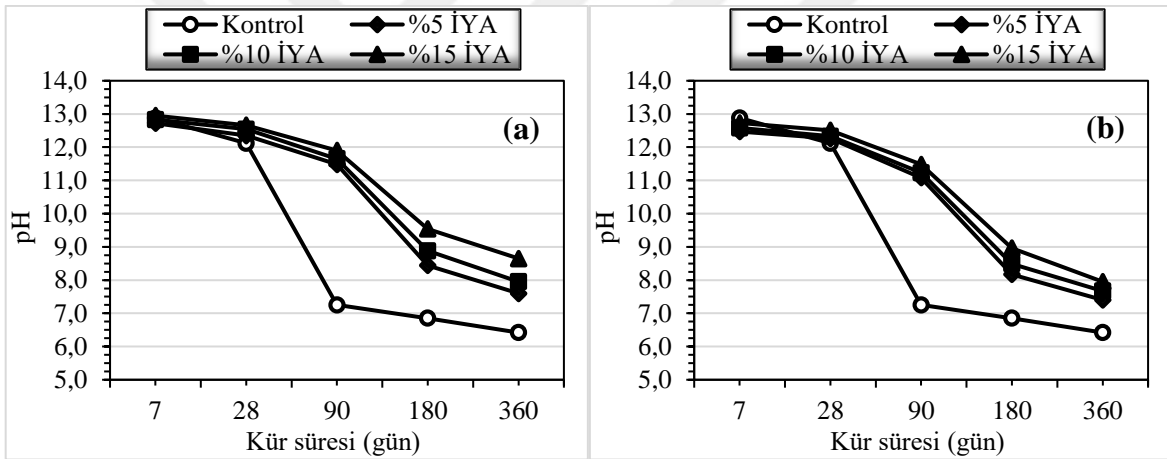 Kontrol %5 İYA
%10 İYA %15 İYA
14,0
13,0
12,0
11,0
10,0
9,0
8,0
7,0
6,0
5,0
pH
(a)
7 28 90 180 360
Kür süresi (gün)
Kontrol %5 İYA
%10 İYA %15 İYA
14,0
13,0
12,0
11,0
10,0
9,0
8,0
7,0
6,0
5,0
pH
(b)
7 28 90 180 360
Kür süresi (gün)